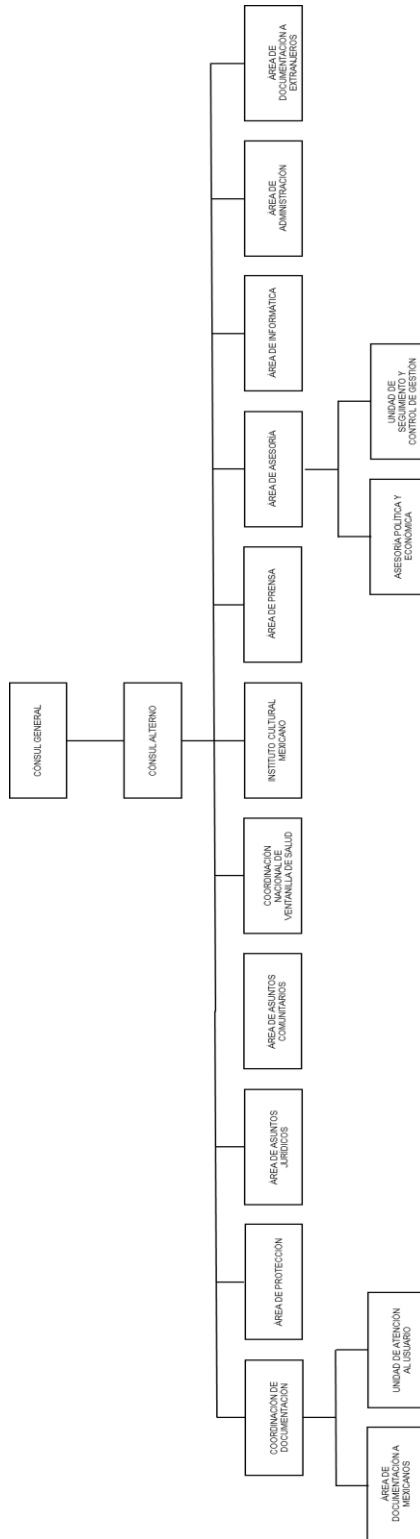 CÓNSUL GENERAL
CÓNSUL ALTERNO
COORDINACIÓN DE
DOCUMENTACIÓN
ÁREA DE PROTECCIÓN
ÁREA DE ASUNTOS
JURÍDICOS
ÁREA DE ASUNTOS
COMUNITARIOS
COORDINACIÓN
NACIONAL DE
VENTANILLA DE SALUD
INSTITUTO CULTURAL
MEXICANO
ÁREA DE PRENSA
ÁREA DE ASESORÍA
ÁREA DE INFORMÁTICA
ÁREA DE
ADMINISTRACIÓN
ÁREA DE
DOCUMENTACIÓN A
EXTRANJEROS
ÁREA DE
DOCUMENTACIÓN A
MEXICANOS
UNIDAD DE ATENCIÓN
AL USUARIO
ASESORÍA POLÍTICA Y
ECONÓMICA
UNIDAD DE
SEGUIMIENTO Y
CONTROL DE GESTIÓN